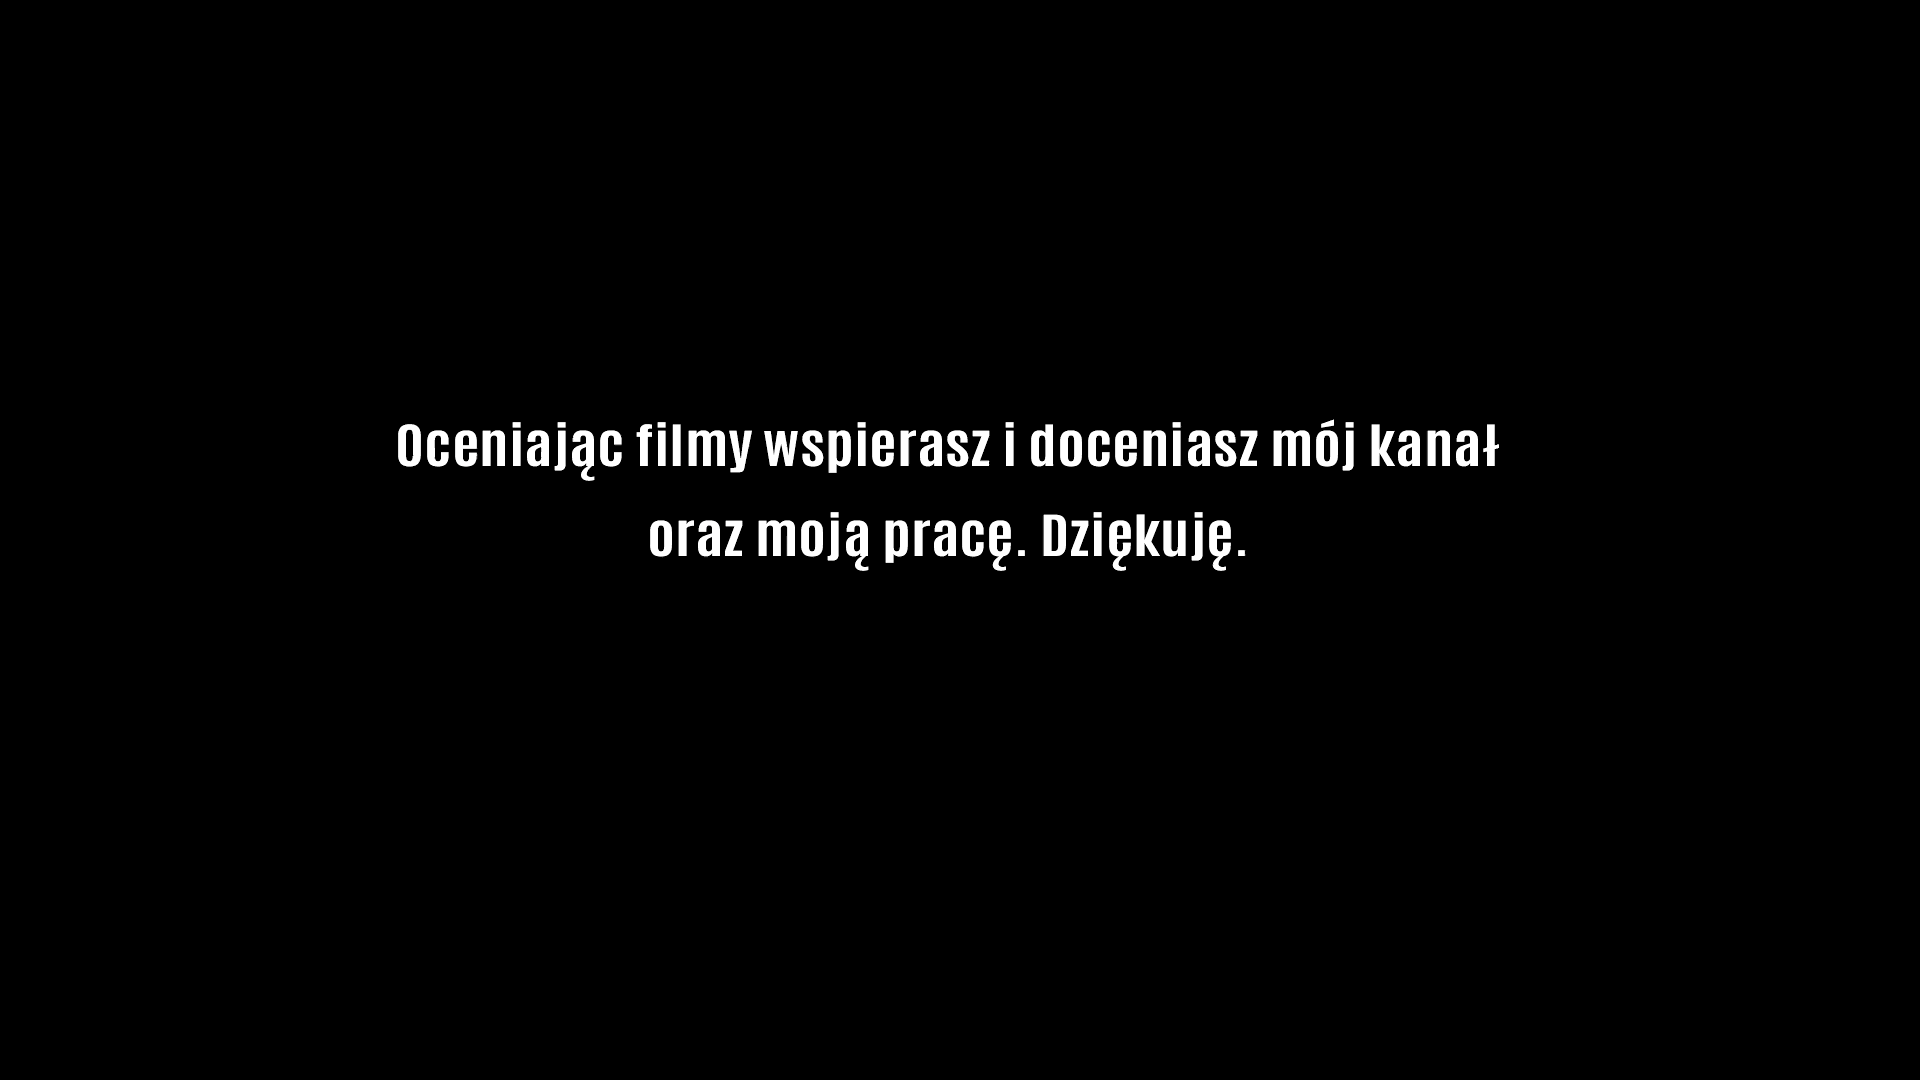 Oceniając filmy wspierasz i doceniasz mój kanał
oraz moją pracę. Dziękuję.